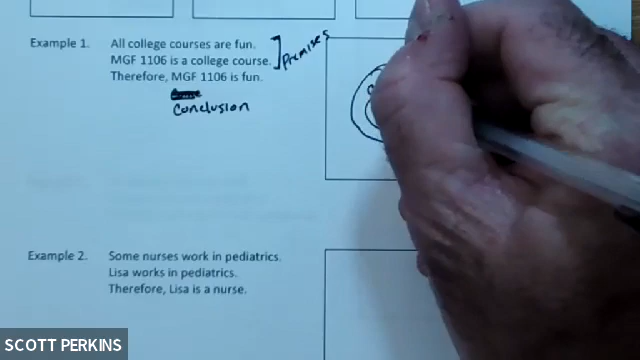 Example 1. All college courses are fun.
MGF 1106 is a college course. Premises
Therefore, MGF 1106 is fun.
Conclusion
Example 2. Some nurses work in pediatrics.
Lisa works in pediatrics.
Therefore, Lisa is a nurse.
SCOTT PERKINS